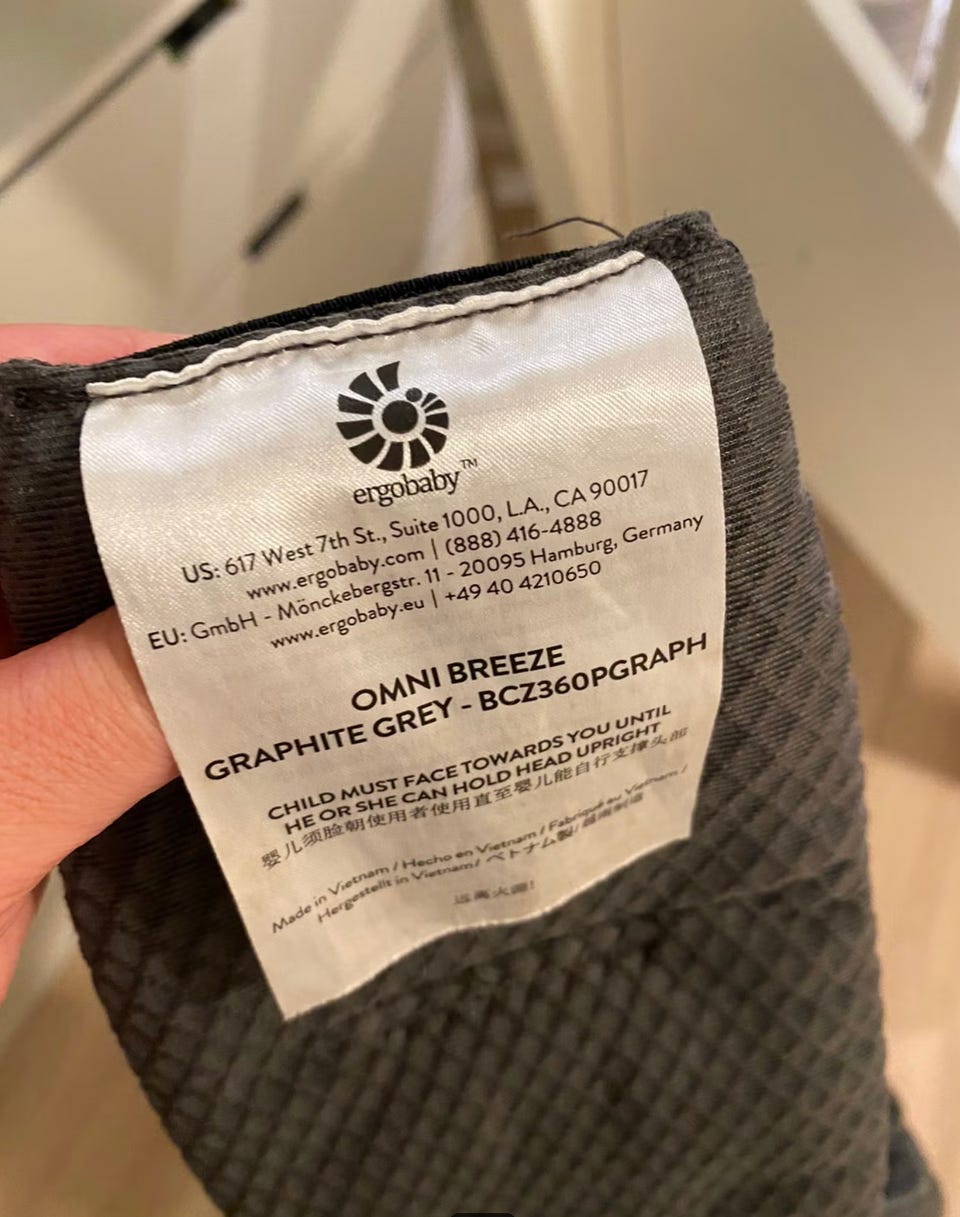 ergobaby™
US: 617 West 7th St., Suite 1000, L.A., CA 90017
www.ergobaby.com | (888) 416-4888
EU: GmbH - Mönckebergstr. 11 - 20095 Hamburg, Germany
www.ergobaby.eu | +49 40 4210650
OMNI BREEZE
GRAPHITE GREY - BCZ360PGRAPH
CHILD MUST FACE TOWARDS YOU UNTIL
HE OR SHE CAN HOLD HEAD UPRIGHT
婴儿须脸朝使用者使用直至婴儿能自行支撑头部
Made in Vietnam / Hecho en Vietnam / Fabriqué au Vietnam /
Hergestellt in Vietnam/ ベトナム製/ 越南制造
远离火源!